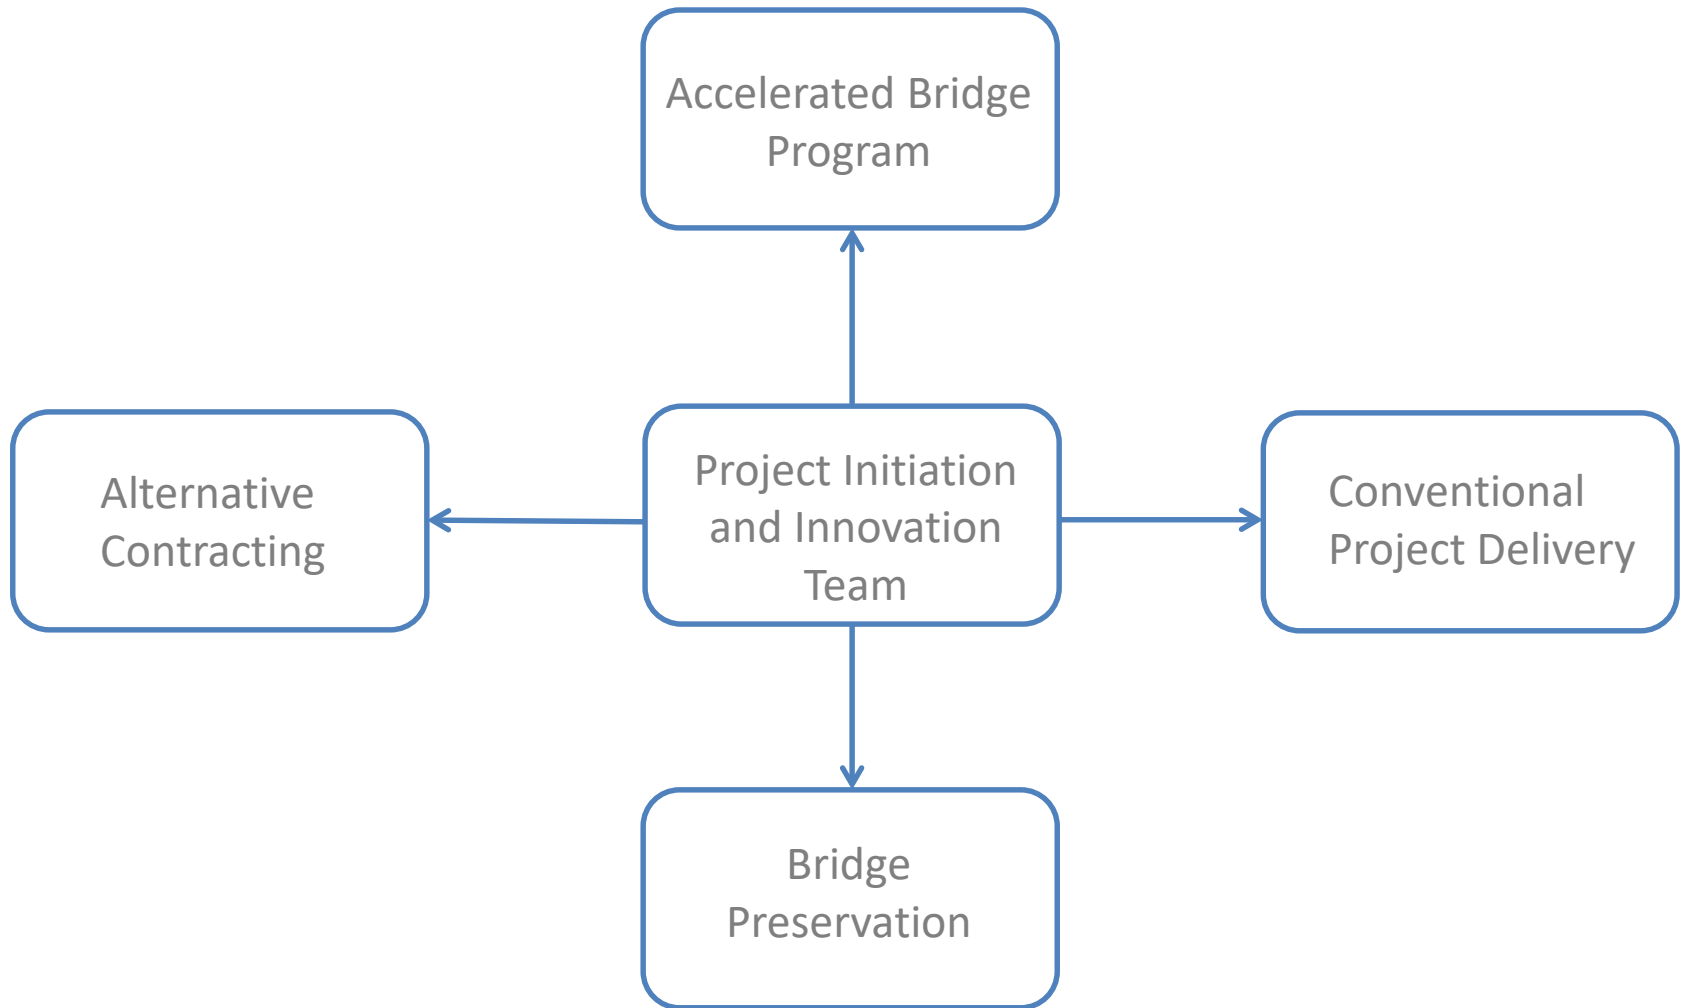 Accelerated Bridge
Program
Alternative
Contracting
Project Initiation
and Innovation
Team
Conventional
Project Delivery
Bridge
Preservation